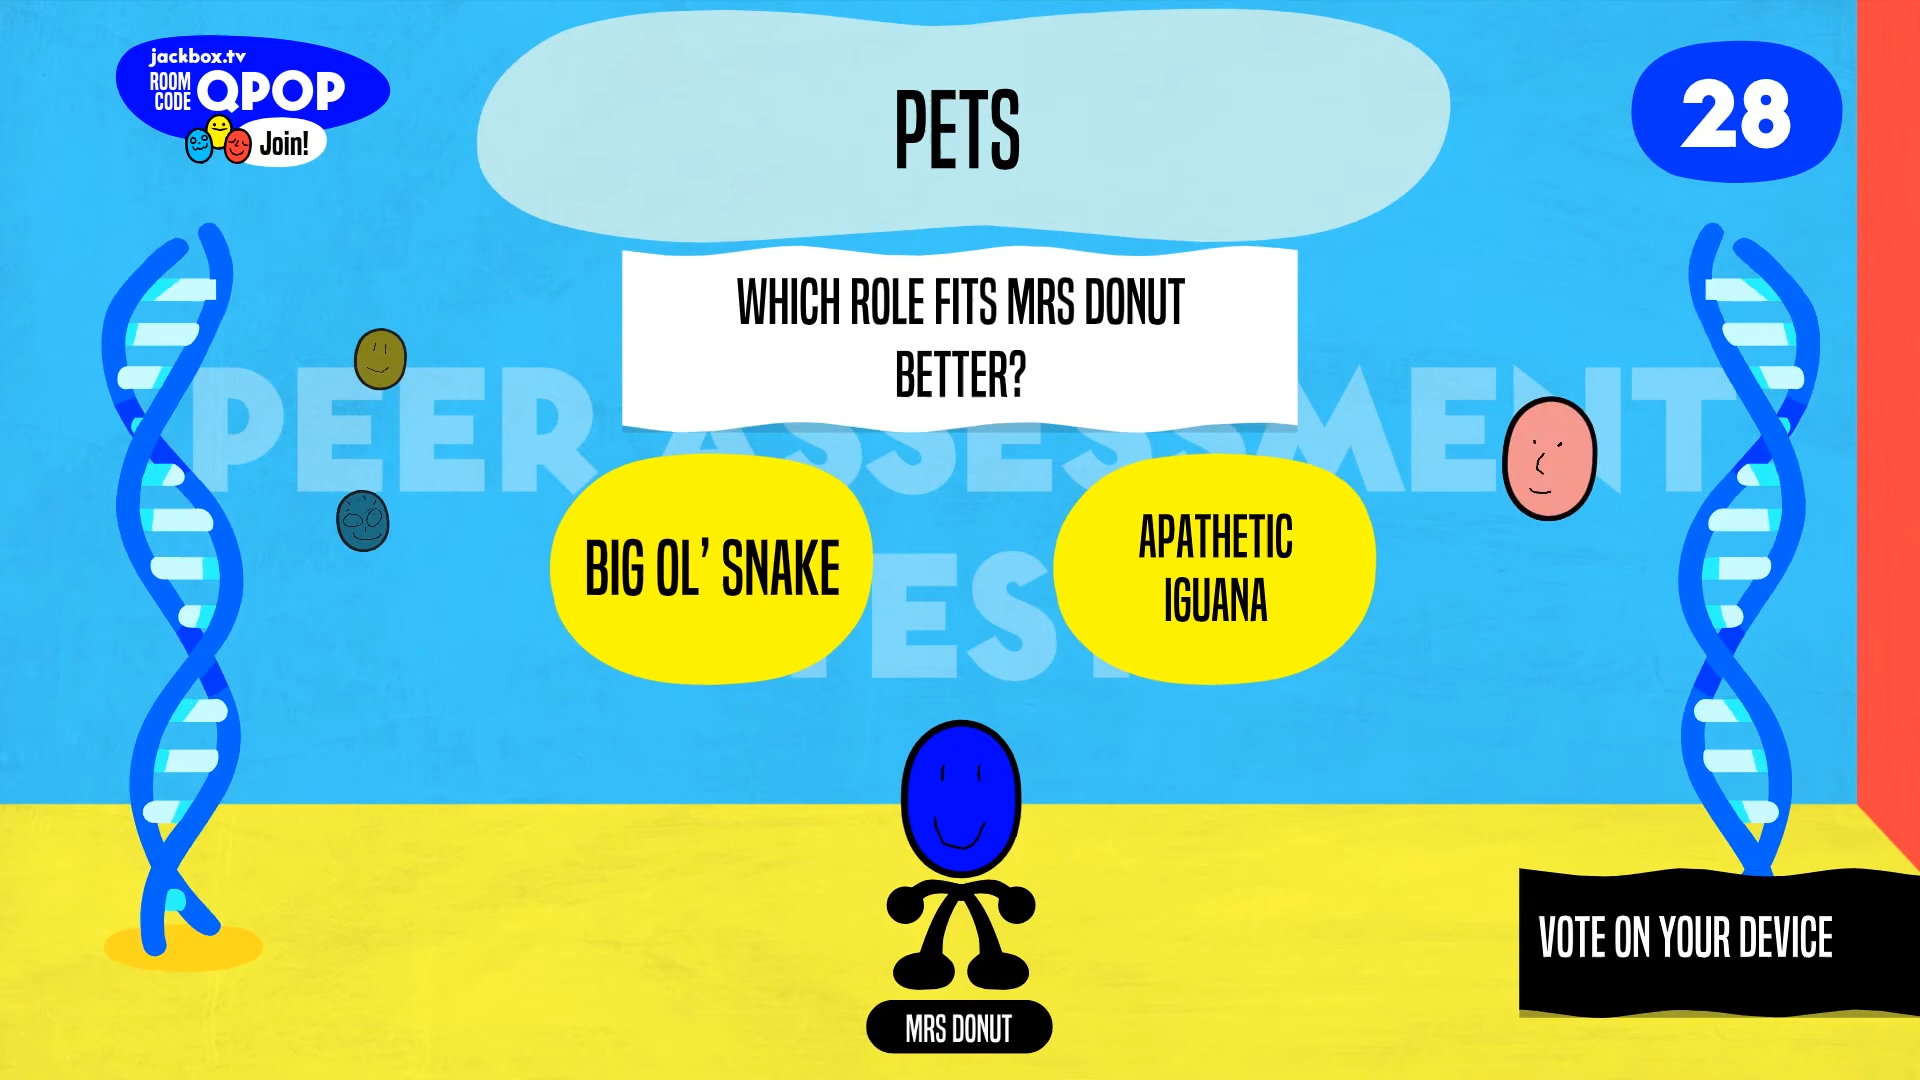 jackbox.tv
ROOM CODE QPOP
Join!
PETS
28
WHICH ROLE FITS MRS DONUT
BETTER?
PEER ASSESSMENT
TEST
BIG OL’ SNAKE
APATHETIC
IGUANA
VOTE ON YOUR DEVICE
MRS DONUT